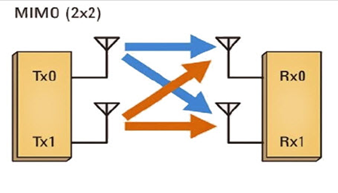 MIMO (2x2)
Tx0
Rx0
Tx1
Rx1